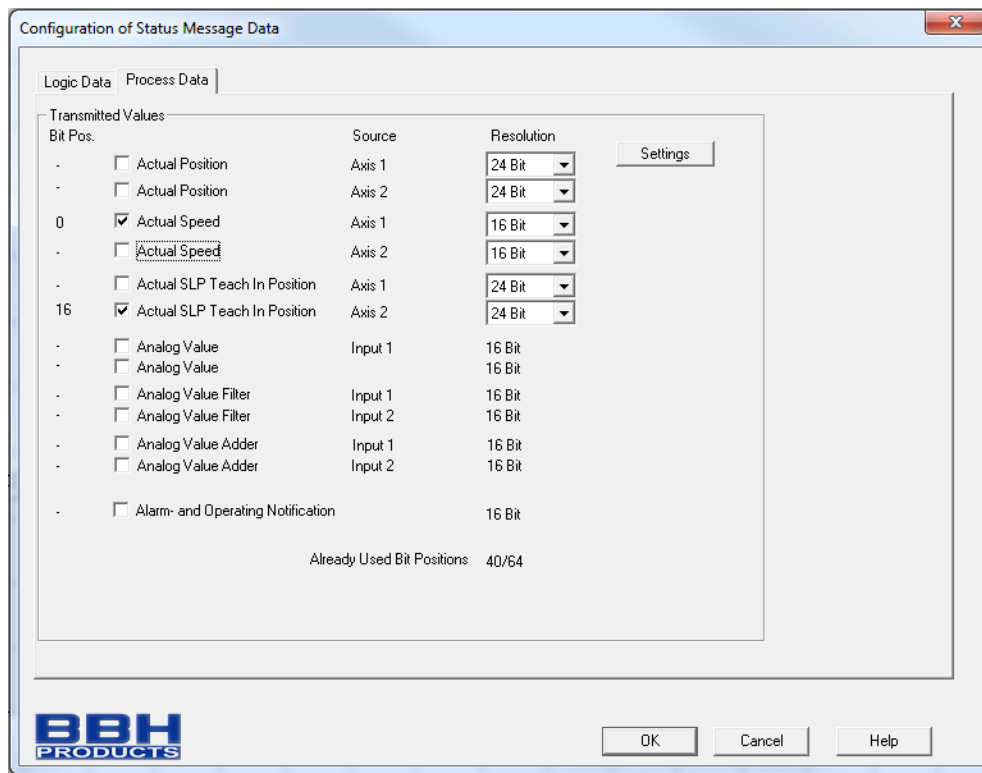 Configuration of Status Message Data
Logic Data Process Data
Transmitted Values
Bit Pos. Source Resolution
Settings
- Actual Position Axis 1 24 Bit
- Actual Position Axis 2 24 Bit
0 Actual Speed Axis 1 16 Bit
- Actual Speed Axis 2 16 Bit
- Actual SLP Teach In Position Axis 1 24 Bit
16 Actual SLP Teach In Position Axis 2 24 Bit
- Analog Value Input 1 16 Bit
- Analog Value 16 Bit
- Analog Value Filter Input 1 16 Bit
- Analog Value Filter Input 2 16 Bit
- Analog Value Adder Input 1 16 Bit
- Analog Value Adder Input 2 16 Bit
- Alarm- and Operating Notification 16 Bit
Already Used Bit Positions 40/64
BBH
PRODUCTS
OK Cancel Help